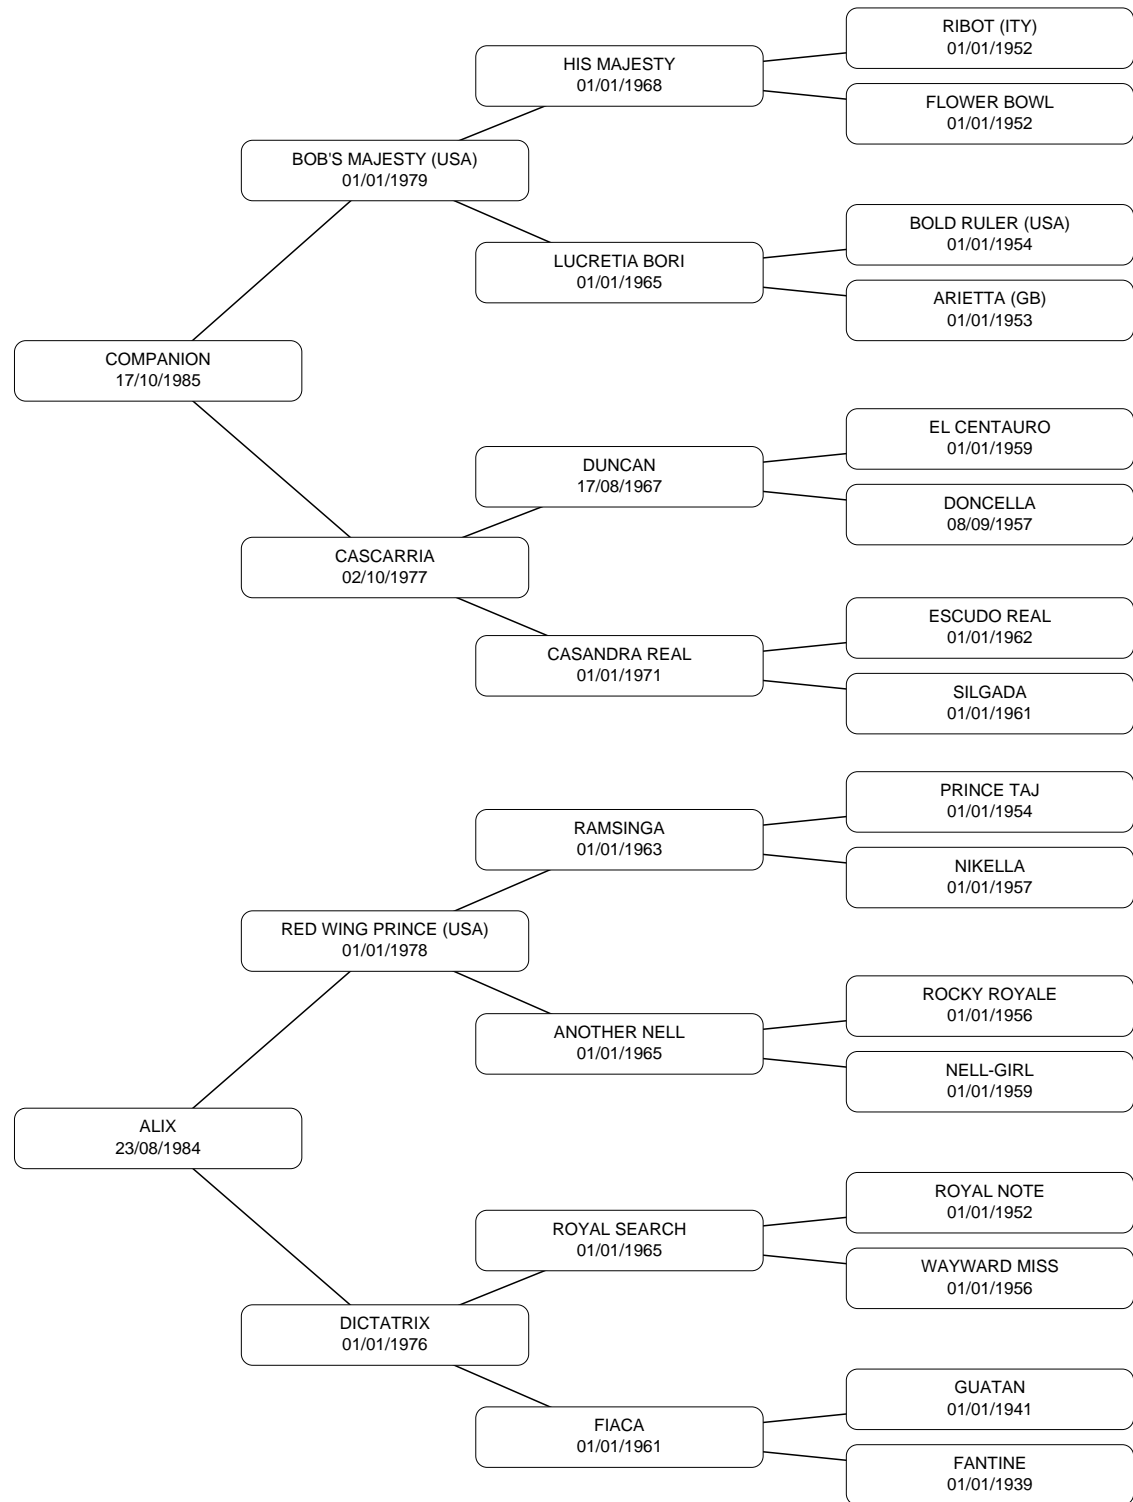 RIBOT (ITY)
01/01/1952
HIS MAJESTY
01/01/1968
FLOWER BOWL
01/01/1952
BOB'S MAJESTY (USA)
01/01/1979
BOLD RULER (USA)
01/01/1954
LUCRETIA BORI
01/01/1965
ARIETTA (GB)
01/01/1953
COMPANION
17/10/1985
EL CENTAURO
01/01/1959
DUNCAN
17/08/1967
DONCELLA
08/09/1957
CASCARRIA
02/10/1977
ESCUDO REAL
01/01/1962
CASANDRA REAL
01/01/1971
SILGADA
01/01/1961
PRINCE TAJ
01/01/1954
RAMSINGA
01/01/1963
NIKELLA
01/01/1957
RED WING PRINCE (USA)
01/01/1978
ROCKY ROYALE
01/01/1956
ANOTHER NELL
01/01/1965
NELL-GIRL
01/01/1959
ALIX
23/08/1984
ROYAL NOTE
01/01/1952
ROYAL SEARCH
01/01/1965
WAYWARD MISS
01/01/1956
DICTATRIX
01/01/1976
GUATAN
01/01/1941
FIACA
01/01/1961
FANTINE
01/01/1939